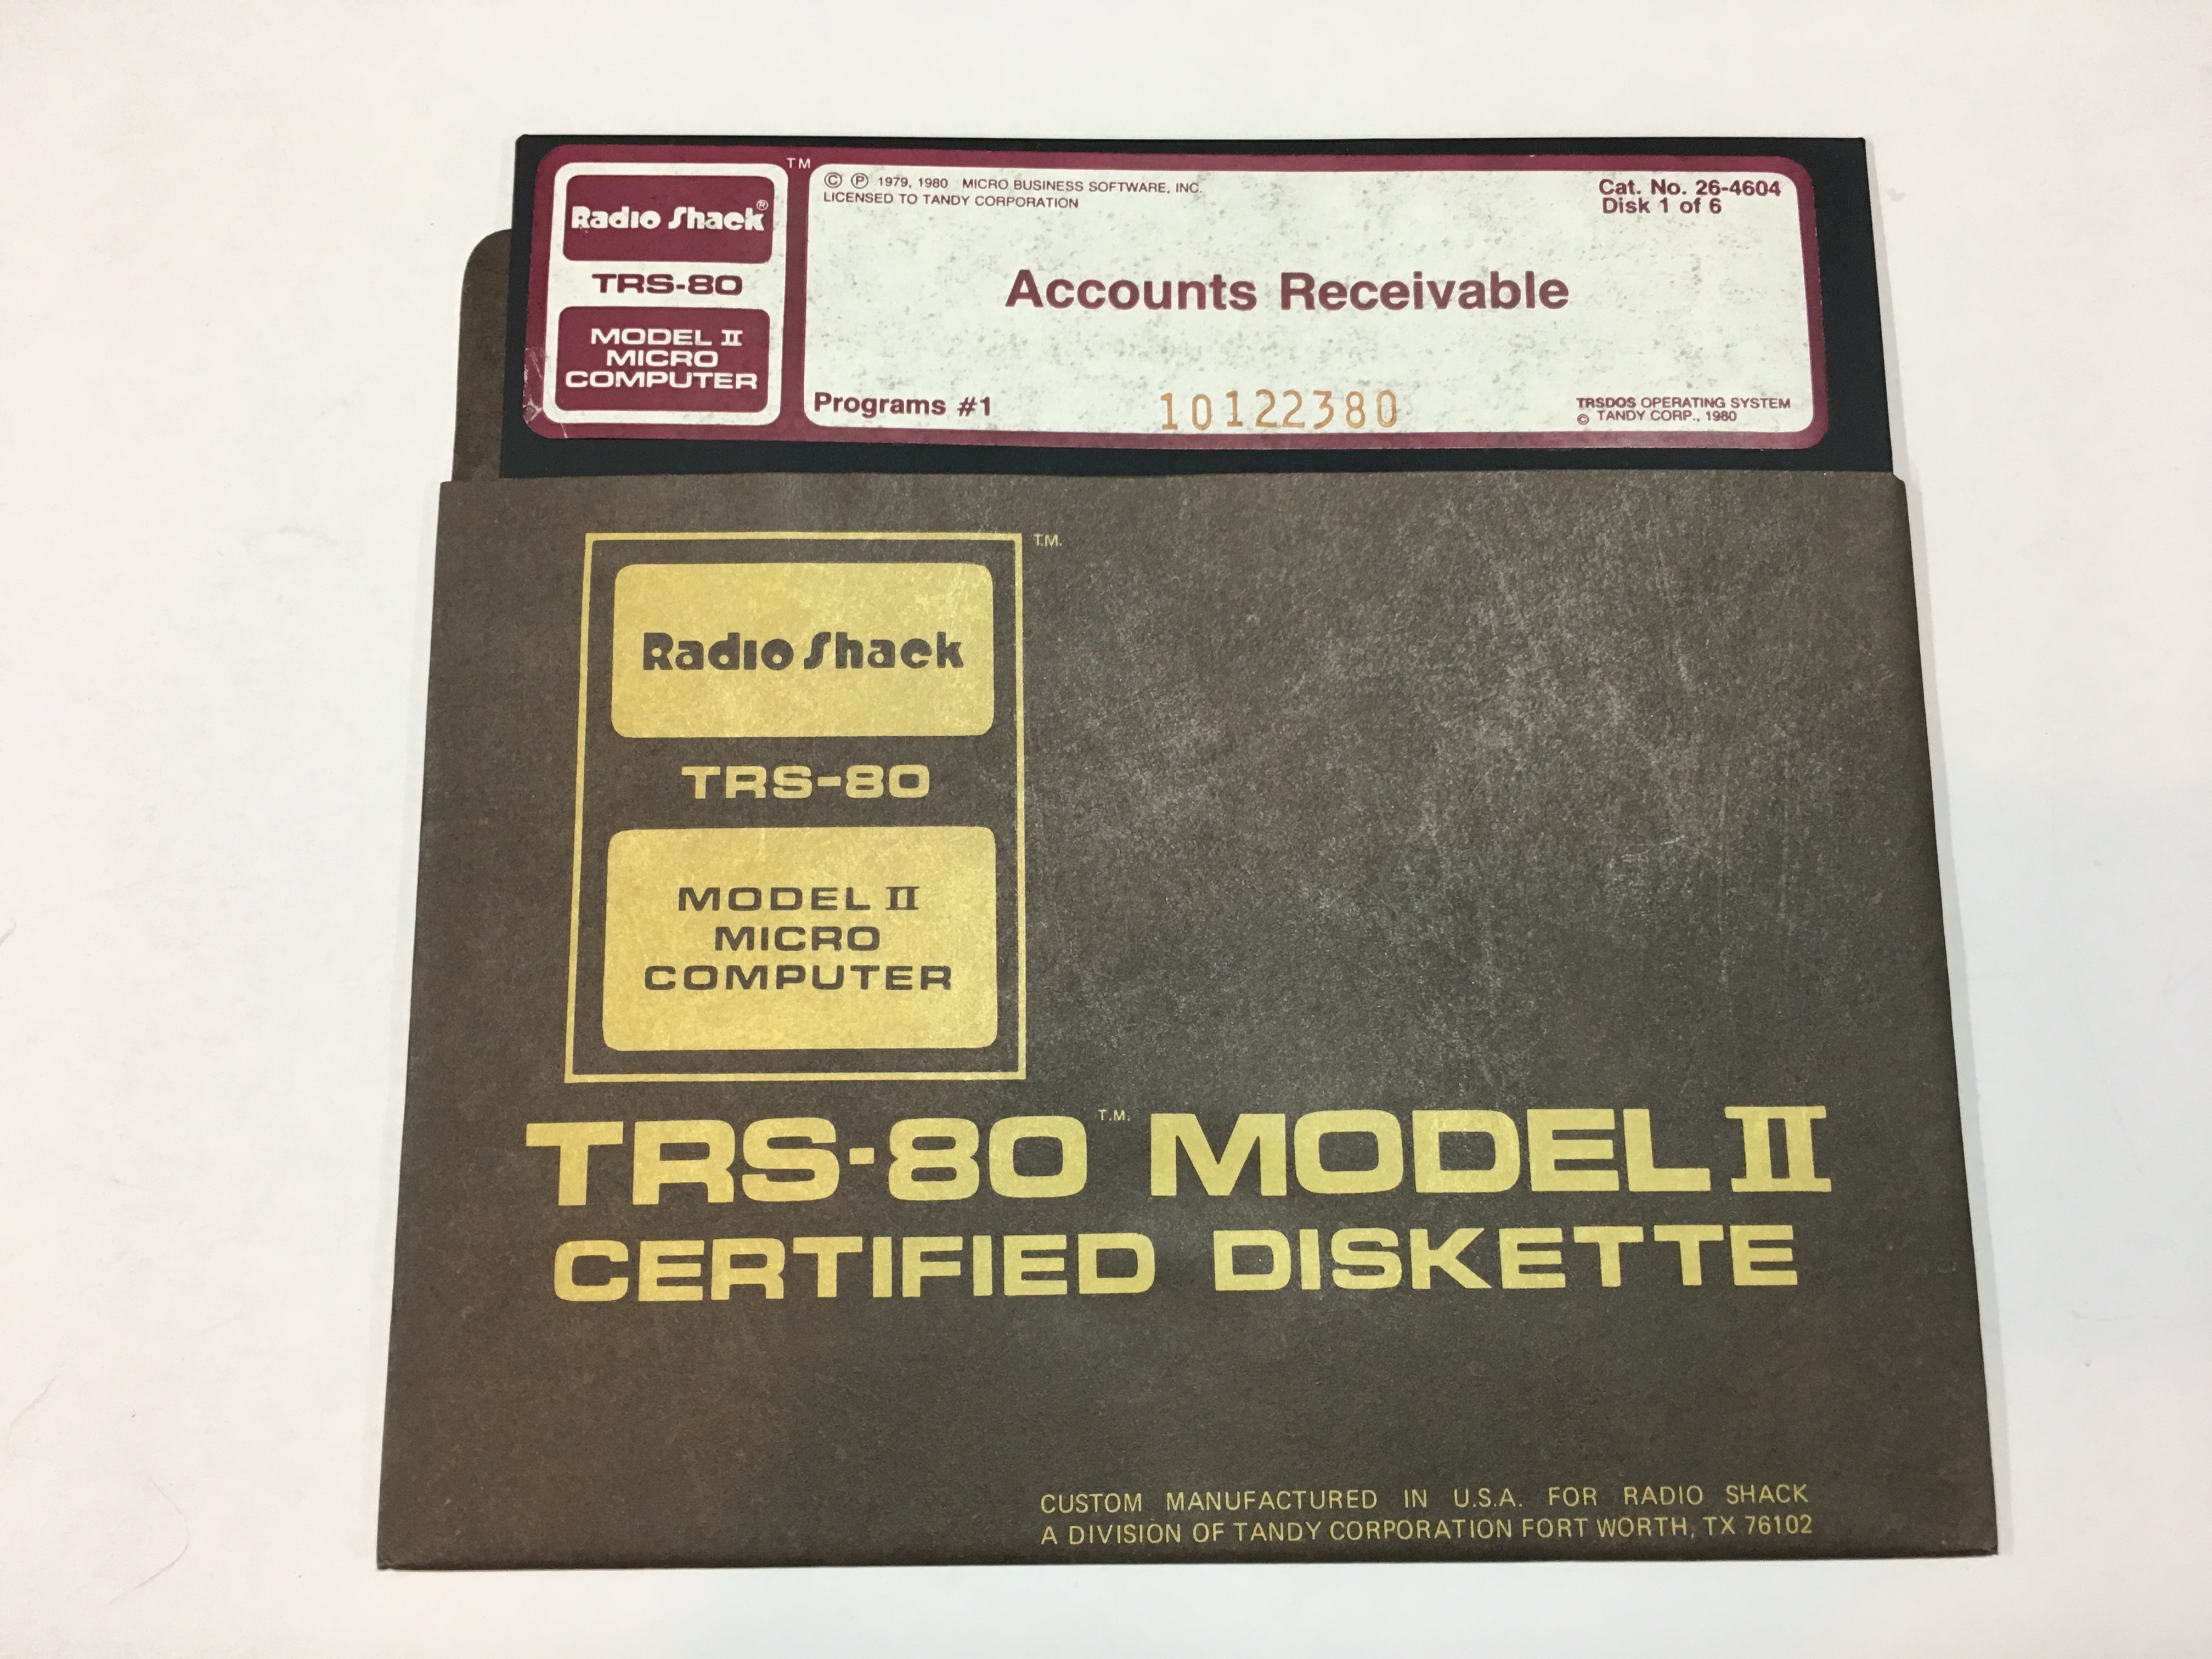 Radio Shack®
TRS-80
MODEL II
MICRO
COMPUTER
TM
© Ⓟ 1979, 1980 MICRO BUSINESS SOFTWARE, INC.
LICENSED TO TANDY CORPORATION
Cat. No. 26-4604
Disk 1 of 6
Accounts Receivable
Programs #1
10122380
TRSDOS OPERATING SYSTEM
© TANDY CORP., 1980
T.M.
Radio Shack
TRS-80
MODEL II
MICRO
COMPUTER
TRS-80 T.M. MODEL II
CERTIFIED DISKETTE
CUSTOM MANUFACTURED IN U.S.A. FOR RADIO SHACK
A DIVISION OF TANDY CORPORATION FORT WORTH, TX 76102